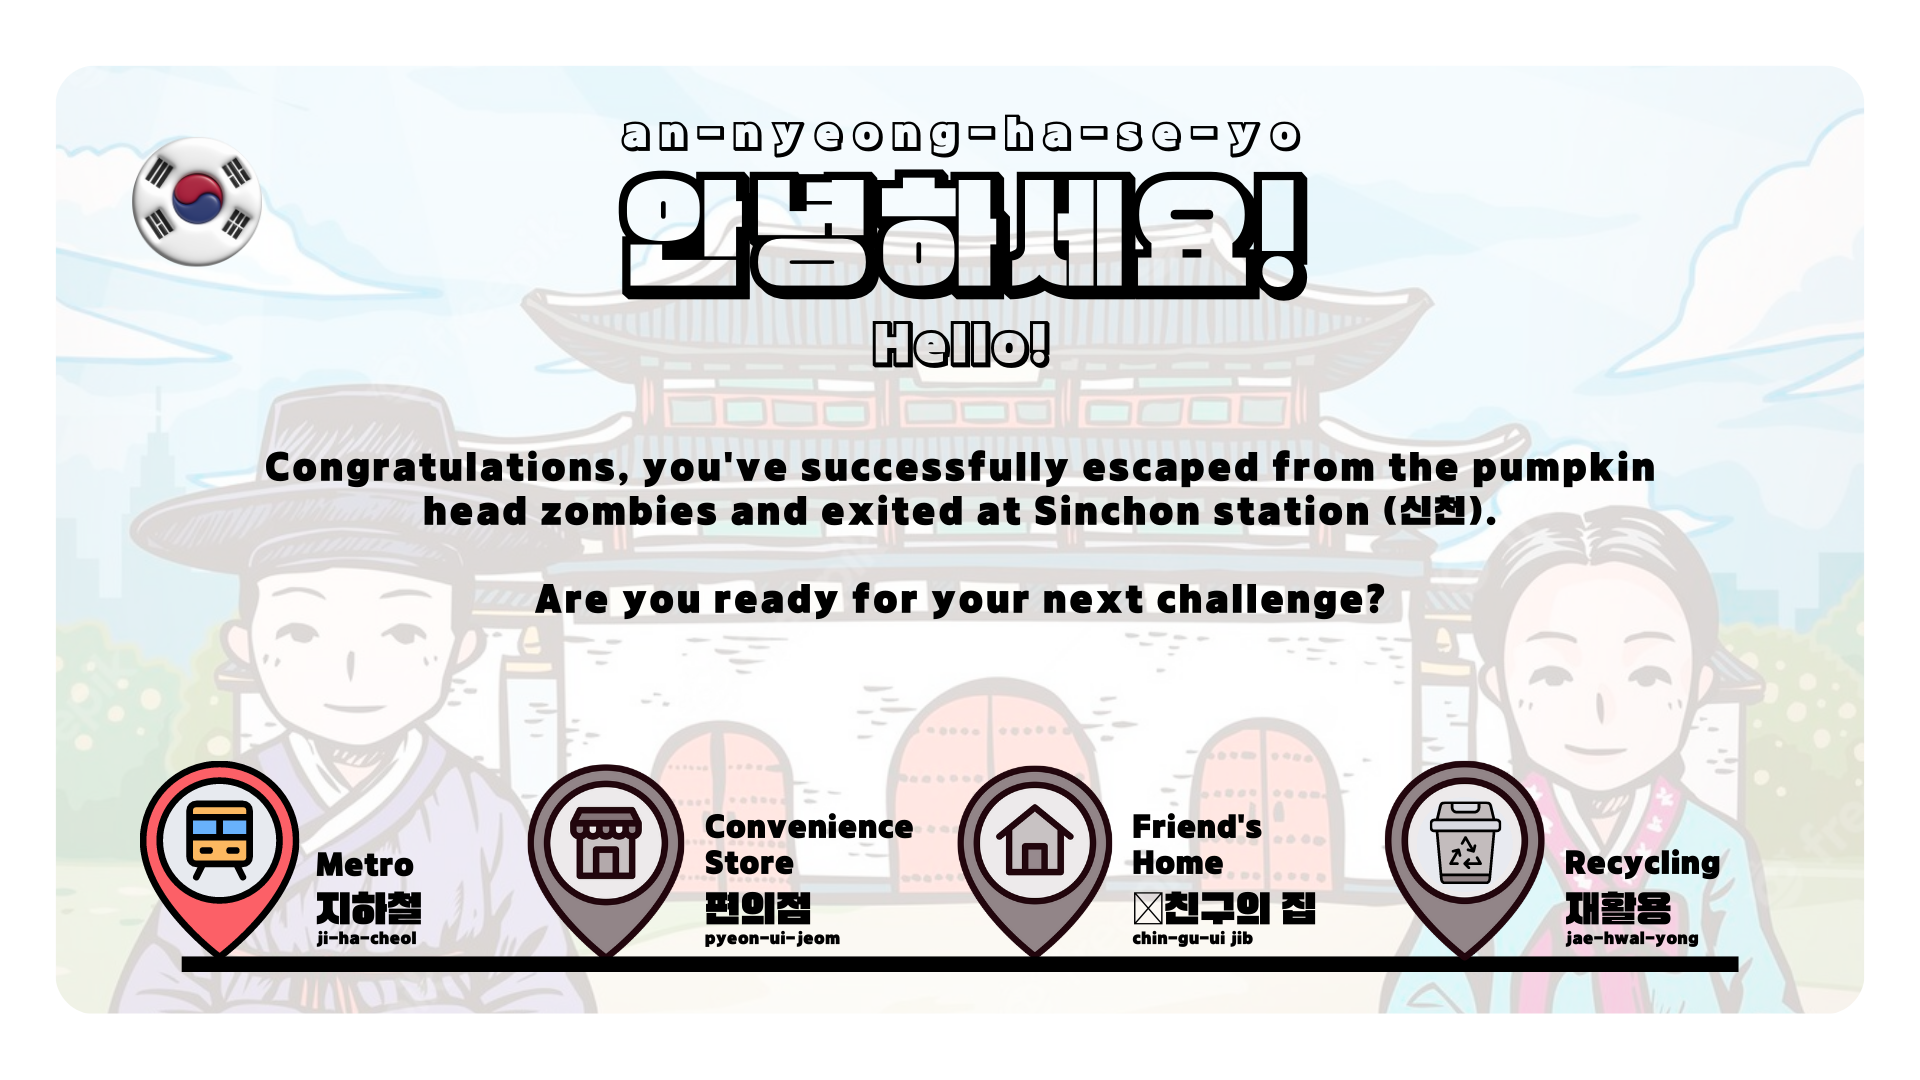 an-nyeong-ha-se-yo
안녕하세요!
Hello!
Congratulations, you've successfully escaped from the pumpkin
head zombies and exited at Sinchon station (신천).
Are you ready for your next challenge?
Metro
지하철
ji-ha-cheol
Convenience
Store
편의점
pyeon-ui-jeom
Friend's
Home
친구의 집
chin-gu-ui jib
Recycling
재활용
jae-hwal-yong